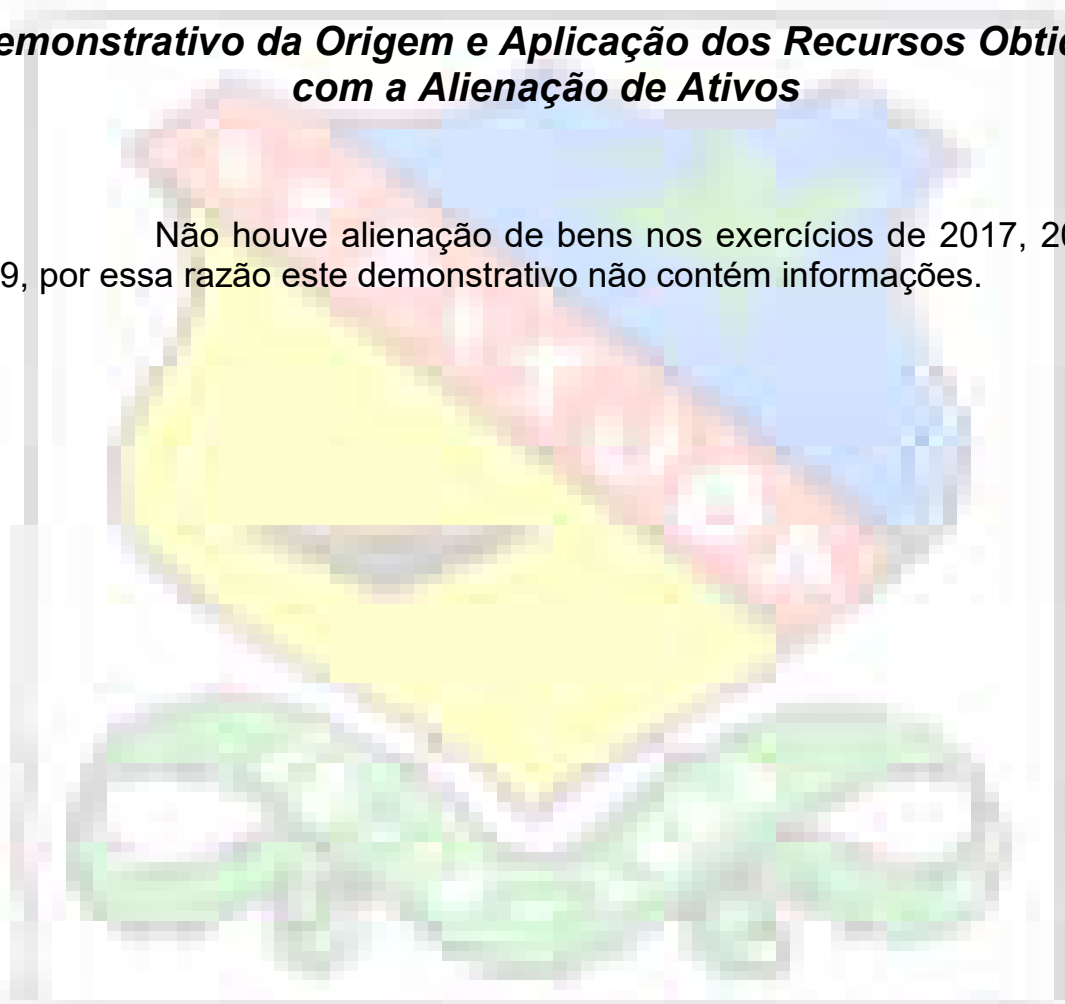 emonstrativo da Origem e Aplicação dos Recursos Obti
com a Alienação de Ativos
Não houve alienação de bens nos exercícios de 2017, 20
9, por essa razão este demonstrativo não contém informações.